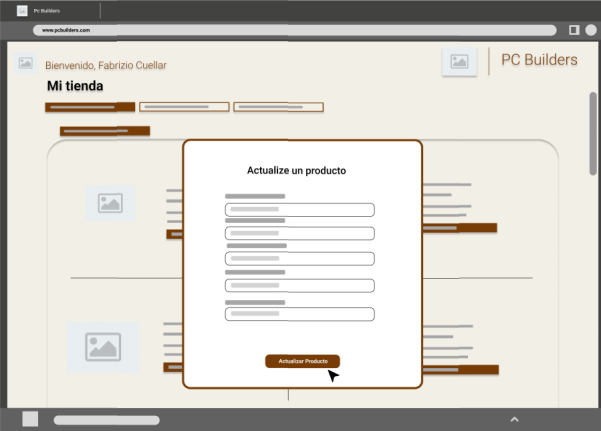 Pc Builders
www.pcbuilders.com
Bienvenido, Fabrizio Cuellar
PC Builders
Mi tienda
Actualize un producto
Actualizar Producto